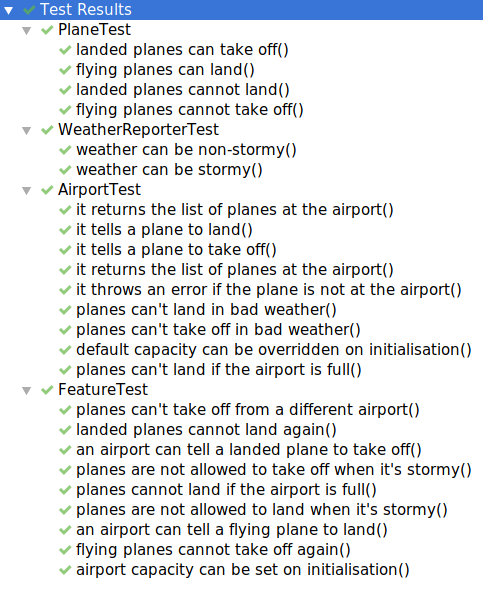 Test Results
PlaneTest
landed planes can take off()
flying planes can land()
landed planes cannot land()
flying planes cannot take off()
WeatherReporterTest
weather can be non-stormy()
weather can be stormy()
AirportTest
it returns the list of planes at the airport()
it tells a plane to land()
it tells a plane to take off()
it returns the list of planes at the airport()
it throws an error if the plane is not at the airport()
planes can't land in bad weather()
planes can't take off in bad weather()
default capacity can be overridden on initialisation()
planes can't land if the airport is full()
FeatureTest
planes can't take off from a different airport()
landed planes cannot land again()
an airport can tell a landed plane to take off()
planes are not allowed to take off when it's stormy()
planes cannot land if the airport is full()
planes are not allowed to land when it's stormy()
an airport can tell a flying plane to land()
flying planes cannot take off again()
airport capacity can be set on initialisation()